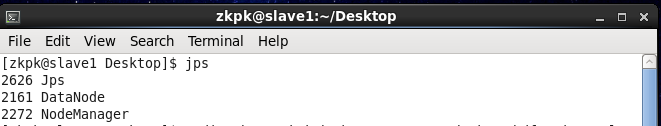 zkpk@slave1:~/Desktop
File Edit View Search Terminal Help
[zkpk@slave1 Desktop]$ jps
2626 Jps
2161 DataNode
2272 NodeManager